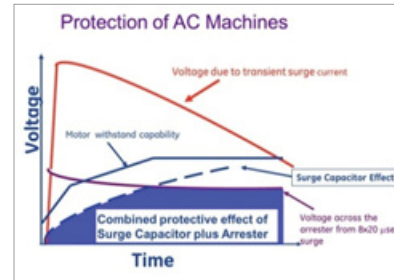 Protection of AC Machines
Voltage due to transient surge current
Motor withstand capability
Voltage
Surge Capacitor Effect
Voltage across the
arrester from 8x20 µse
surge
Combined protective effect of
Surge Capacitor plus Arrester
Time